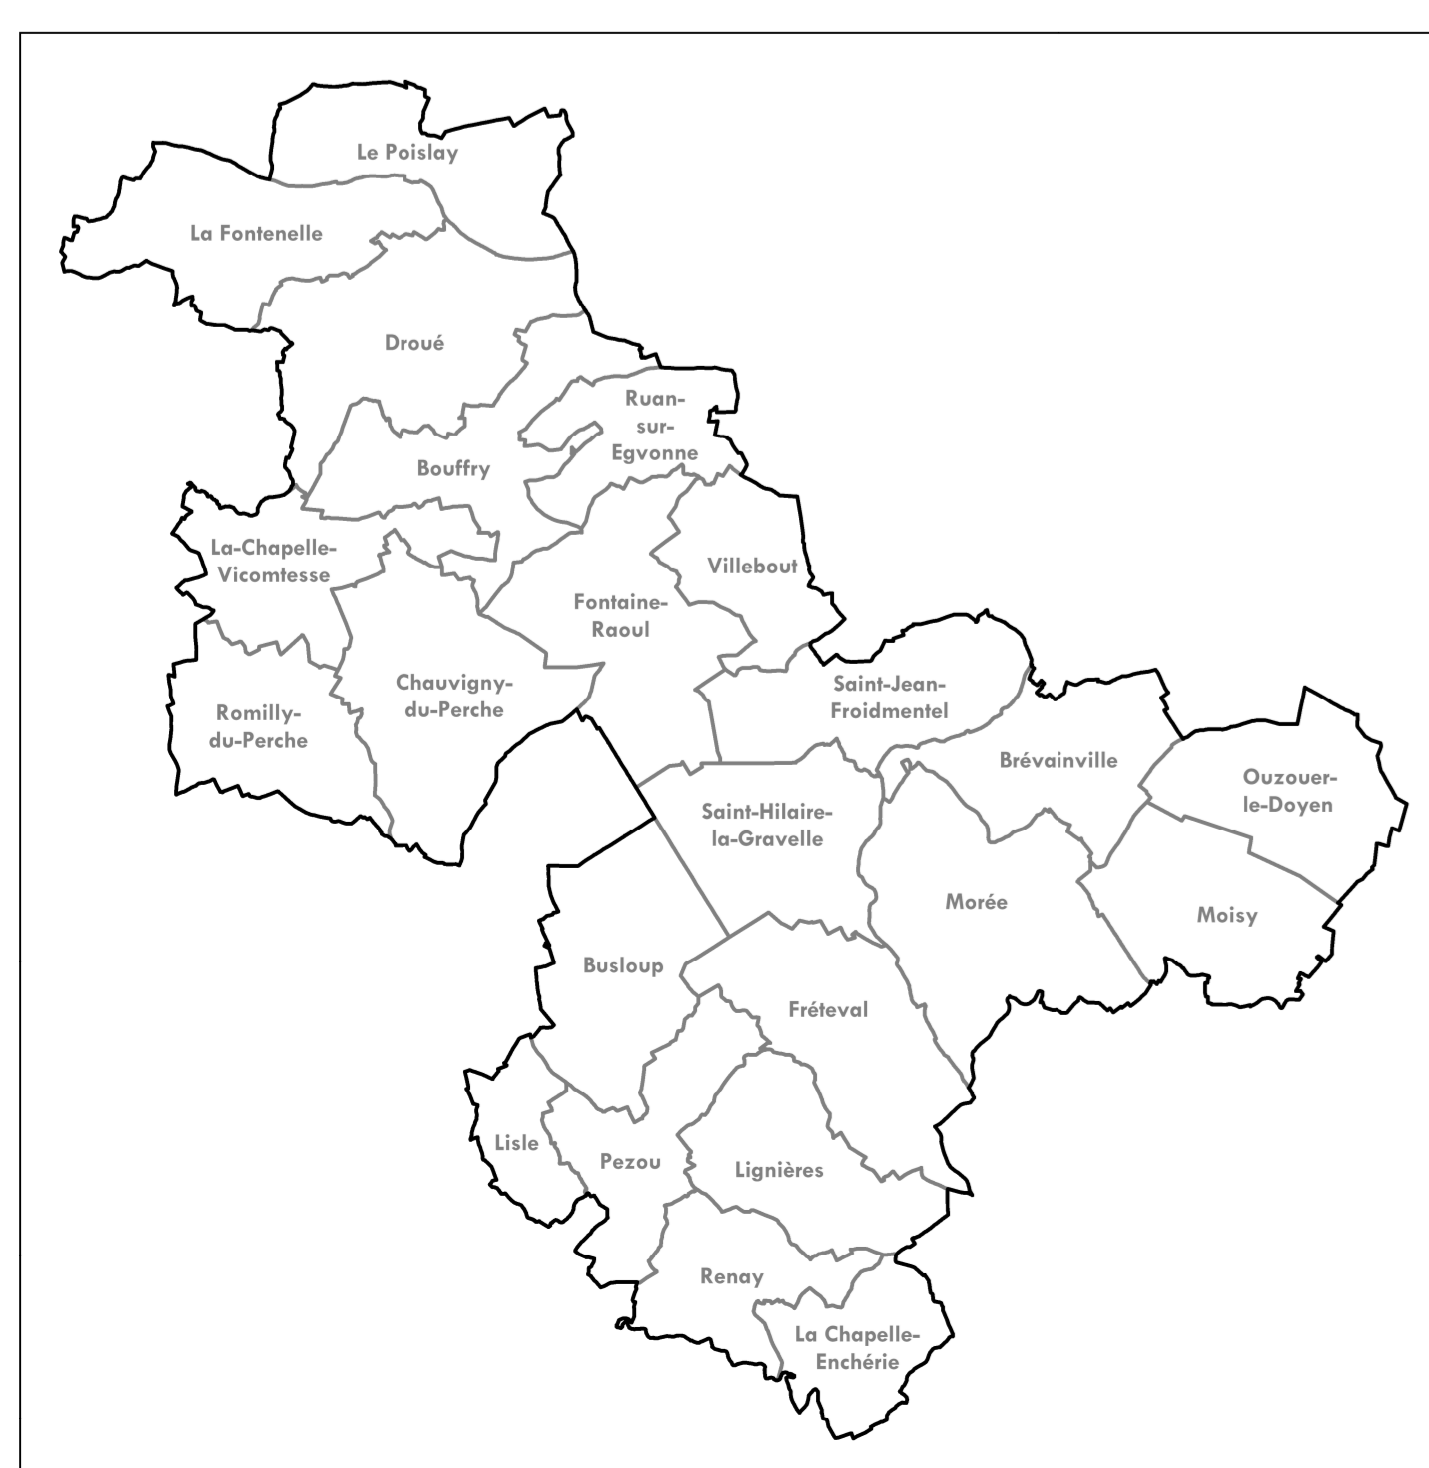 Le Poislay
La Fontenelle
Droué
Ruan-
sur-
Egvonne
Bouffry
La-Chapelle-
Vicomtesse
Villebout
Fontaine-
Raoul
Chauvigny-
du-Perche
Saint-Jean-
Froidmentel
Romilly-
du-Perche
Brévainville
Ouzouer-
le-Doyen
Saint-Hilaire-
la-Gravelle
Morée
Moisy
Busloup
Fréteval
Lisle
Pezou
Lignières
Renay
La Chapelle-
Enchérie